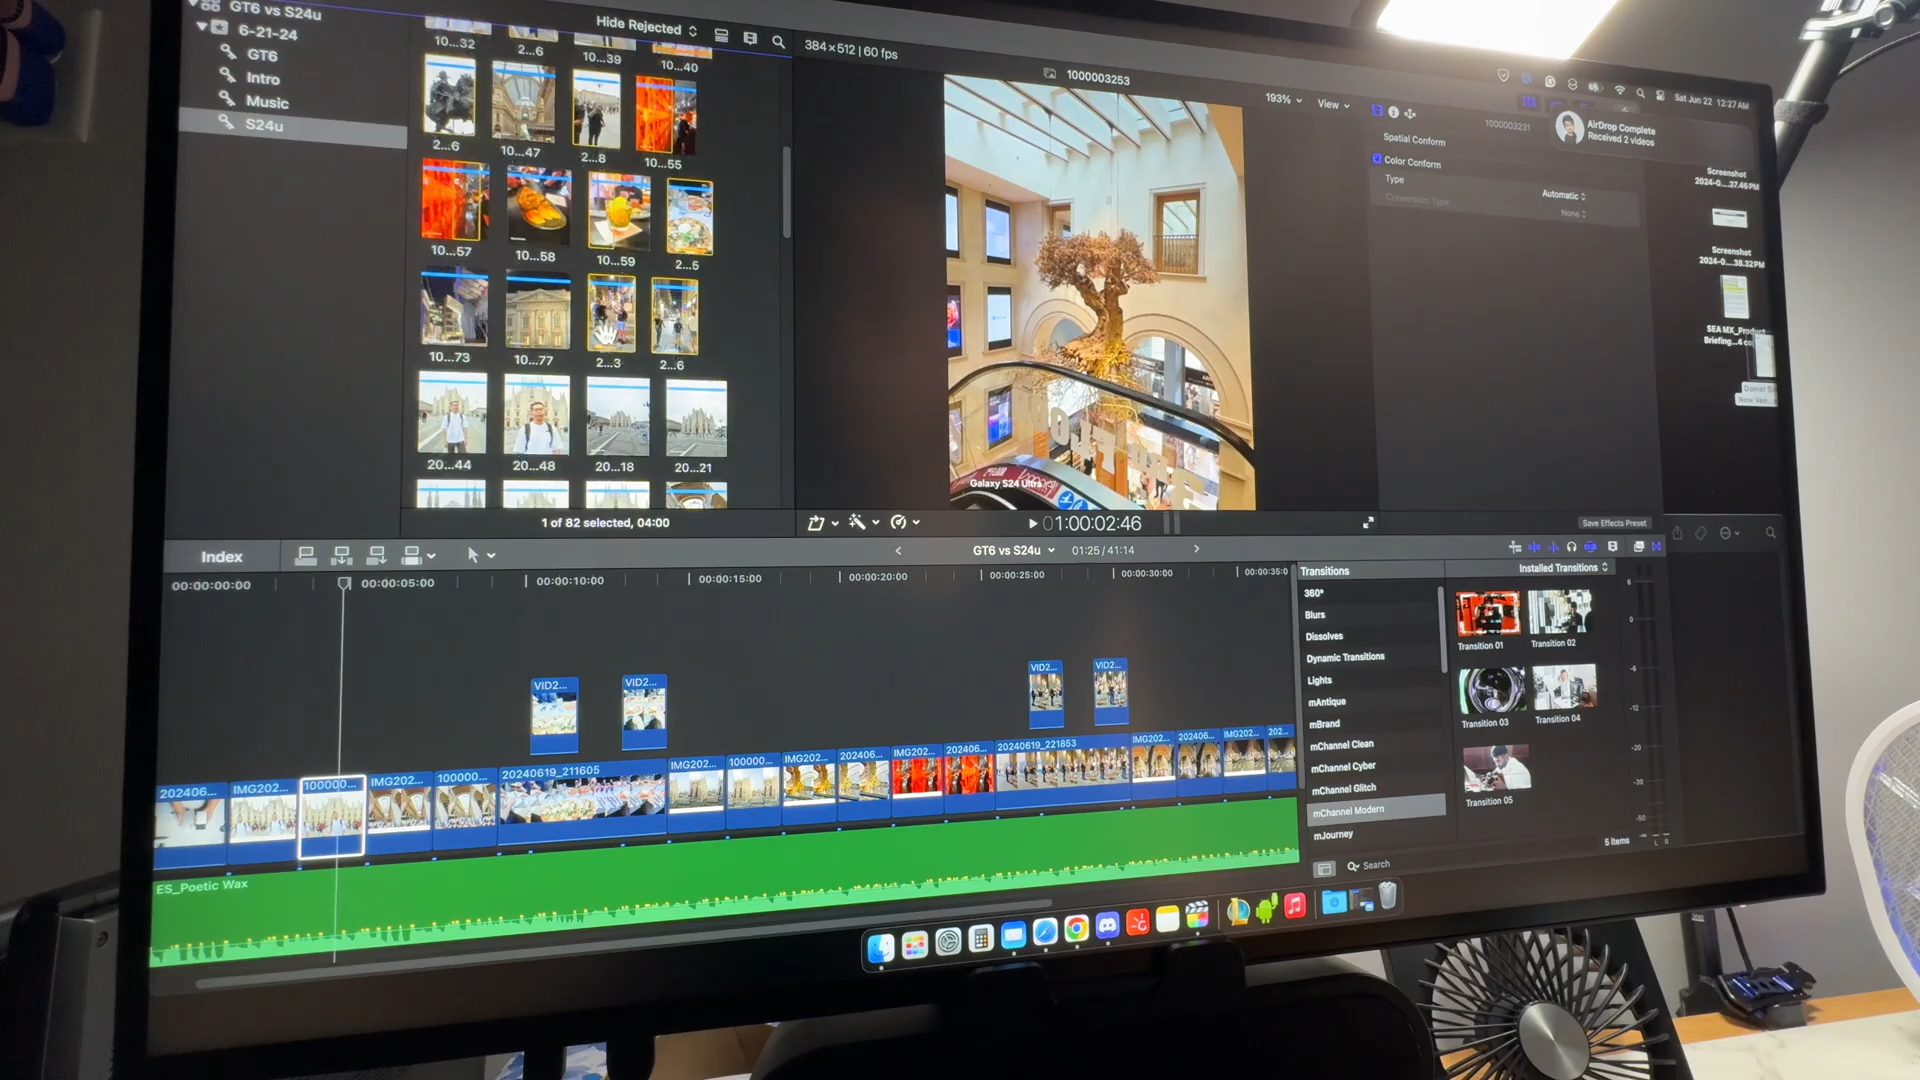 GT6 vs S24u
6-21-24
GT6
Intro
Music
S24u
Hide Rejected
10...32
2...6
10...39
10...40
2...6
10...47
2...8
10...55
10...57
10...58
10...59
2...5
10...73
10...77
2...3
2...6
20...44
20...48
20...18
20...21
1 of 82 selected, 04:00
384×512 | 60 fps
1000003253
193%
View
Galaxy S24 Ultra
01:00:02:46
1000003231
Spatial Conform
Color Conform
Type
Automatic
Conversion Type
None
Save Effects Preset
Sat Jun 22 12:27 AM
AirDrop Complete
Received 2 videos
Screenshot
2024-0....37.46 PM
Screenshot
2024-0....38.32 PM
SEA MX_Product
Index
GT6 vs S24u
01:25 / 41:14
00:00:00:00
00:00:05:00
00:00:10:00
00:00:15:00
00:00:20:00
00:00:25:00
00:00:30:00
00:00:35:0
VID2...
VID2...
VID2...
VID2...
202406...
IMG202...
100000...
IMG202...
100000...
20240619_211605
IMG202...
100000...
IMG202...
202406...
IMG202...
202406...
20240619_221853
IMG202...
202406...
IMG202...
202...
ES_Poetic Wax
Transitions
Installed Transitions
360°
Blurs
Dissolves
Dynamic Transitions
Lights
mAntique
mBrand
mChannel Clean
mChannel Cyber
mChannel Glitch
mChannel Modern
mJourney
Transition 01
Transition 02
Transition 03
Transition 04
Transition 05
5 items
Search
6
0
-6
-12
-20
-30
-50
L R